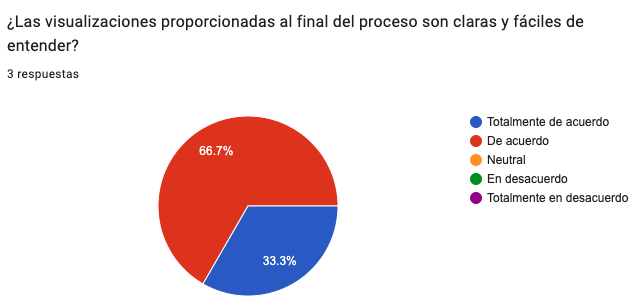 ¿Las visualizaciones proporcionadas al final del proceso son claras y fáciles de
entender?
3 respuestas
66.7%
33.3%
Totalmente de acuerdo
De acuerdo
Neutral
En desacuerdo
Totalmente en desacuerdo